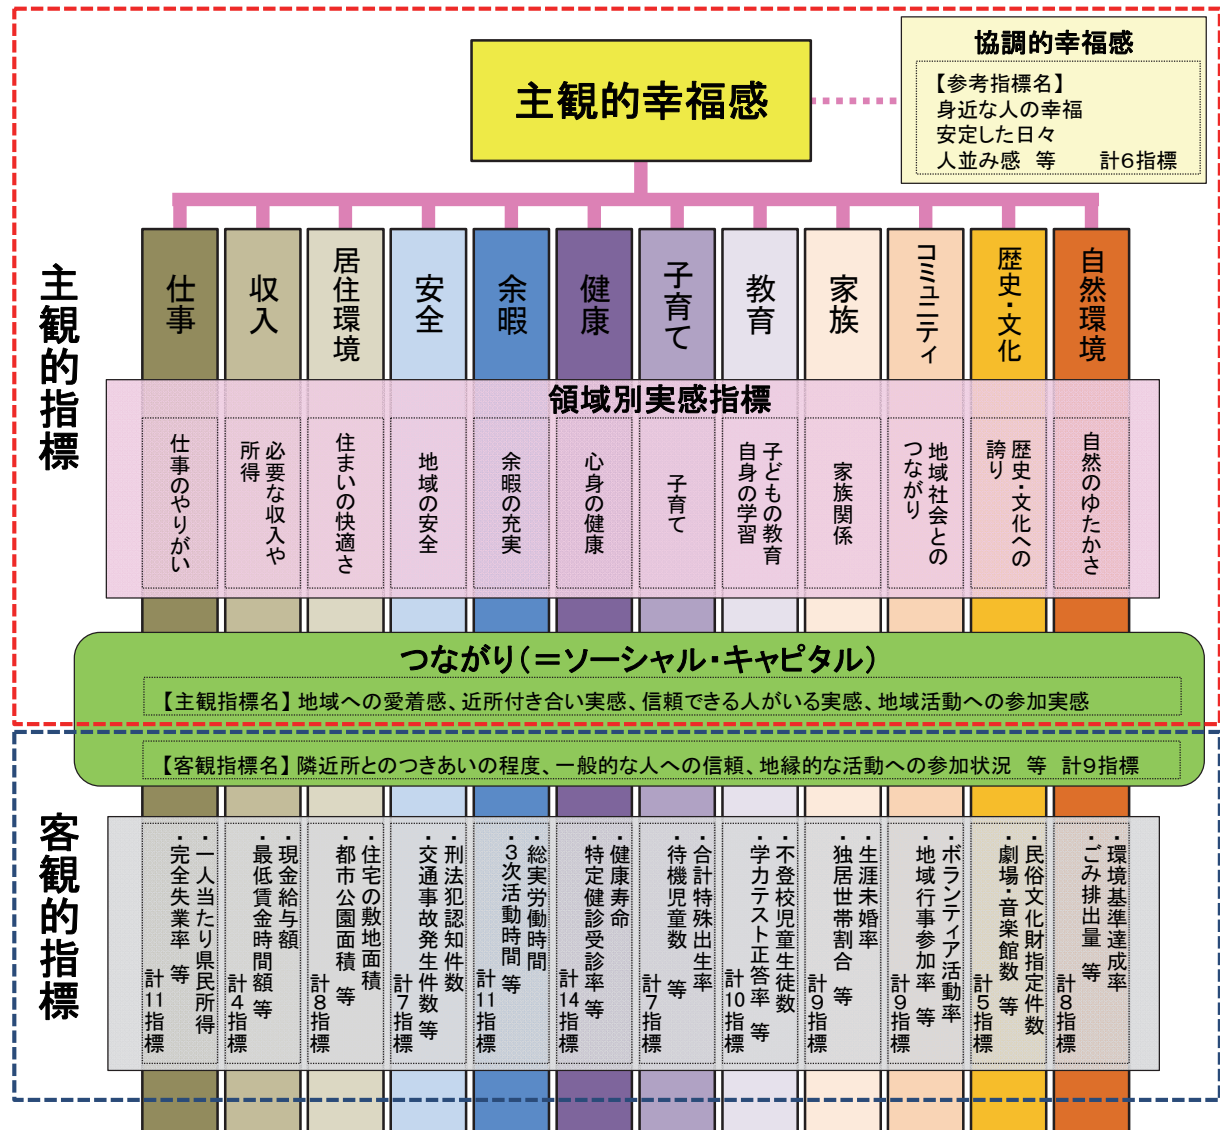 主観的幸福感
協調的幸福感
【参考指標名】
身近な人の幸福
安定した日々
人並み感 等 計6指標
主観的指標
仕事
収入
居住環境
安全
余暇
健康
子育て
教育
家族
コミュニティ
歴史・文化
自然環境
領域別実感指標
仕事のやりがい
必要な収入や
所得
住まいの快適さ
地域の安全
余暇の充実
心身の健康
子育て
子どもの教育
自身の学習
家族関係
地域社会との
つながり
歴史・文化への
誇り
自然のゆたかさ
つながり(=ソーシャル・キャピタル)
【主観指標名】地域への愛着感、近所付き合い実感、信頼できる人がいる実感、地域活動への参加実感
【客観指標名】隣近所とのつきあいの程度、一般的な人への信頼、地縁的な活動への参加状況 等 計9指標
客観的指標
・一人当たり県民所得
・完全失業率 等
計11指標
・現金給与額
・最低賃金時間額 等
計4指標
・住宅の敷地面積
・都市公園面積 等
計8指標
・刑法犯認知件数
・交通事故発生件数 等
計7指標
・総実労働時間
・3次活動時間 等
計11指標
・健康寿命
・特定健診受診率 等
計14指標
・合計特殊出生率
・待機児童数 等
計7指標
・不登校児童生徒数
・学力テスト正答率 等
計10指標
・生涯未婚率
・独居世帯割合 等
計9指標
・ボランティア活動率
・地域行事参加率 等
計9指標
・民俗文化財指定件数
・劇場・音楽館数 等
計5指標
・環境基準達成率
・ごみ排出量 等
計8指標